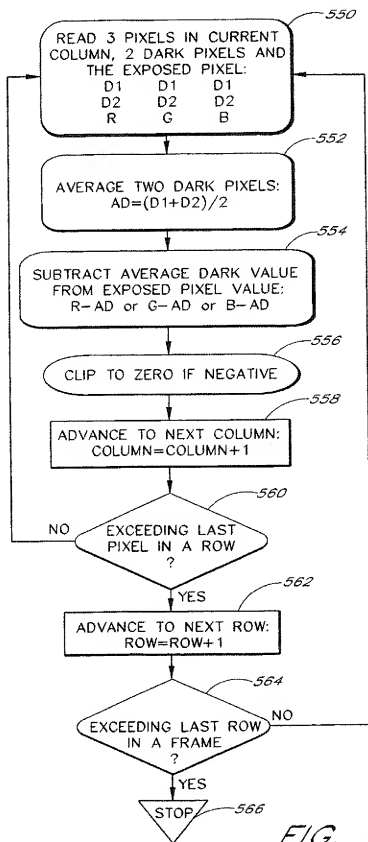 550
READ 3 PIXELS IN CURRENT
COLUMN, 2 DARK PIXELS AND
THE EXPOSED PIXEL:
D1 D1 D1
D2 D2 D2
R G B
552
AVERAGE TWO DARK PIXELS:
AD=(D1+D2)/2
554
SUBTRACT AVERAGE DARK VALUE
FROM EXPOSED PIXEL VALUE:
R-AD or G-AD or B-AD
556
CLIP TO ZERO IF NEGATIVE
558
ADVANCE TO NEXT COLUMN:
COLUMN=COLUMN+1
560
NO
EXCEEDING LAST
PIXEL IN A ROW
?
YES
562
ADVANCE TO NEXT ROW:
ROW=ROW+1
564
EXCEEDING LAST ROW
IN A FRAME
?
NO
YES
STOP
566
FIG